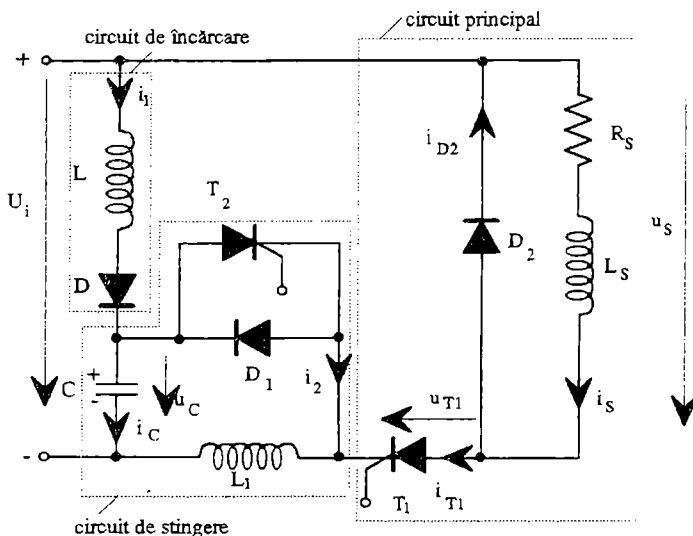 circuit principal
circuit de încărcare
+
i1
L
T2
iD2
RS
Ui
uS
D
D2
LS
C
+
-
D1
i2
uC
uT1
iS
iC
-
L1
T1
iT1
circuit de stingere